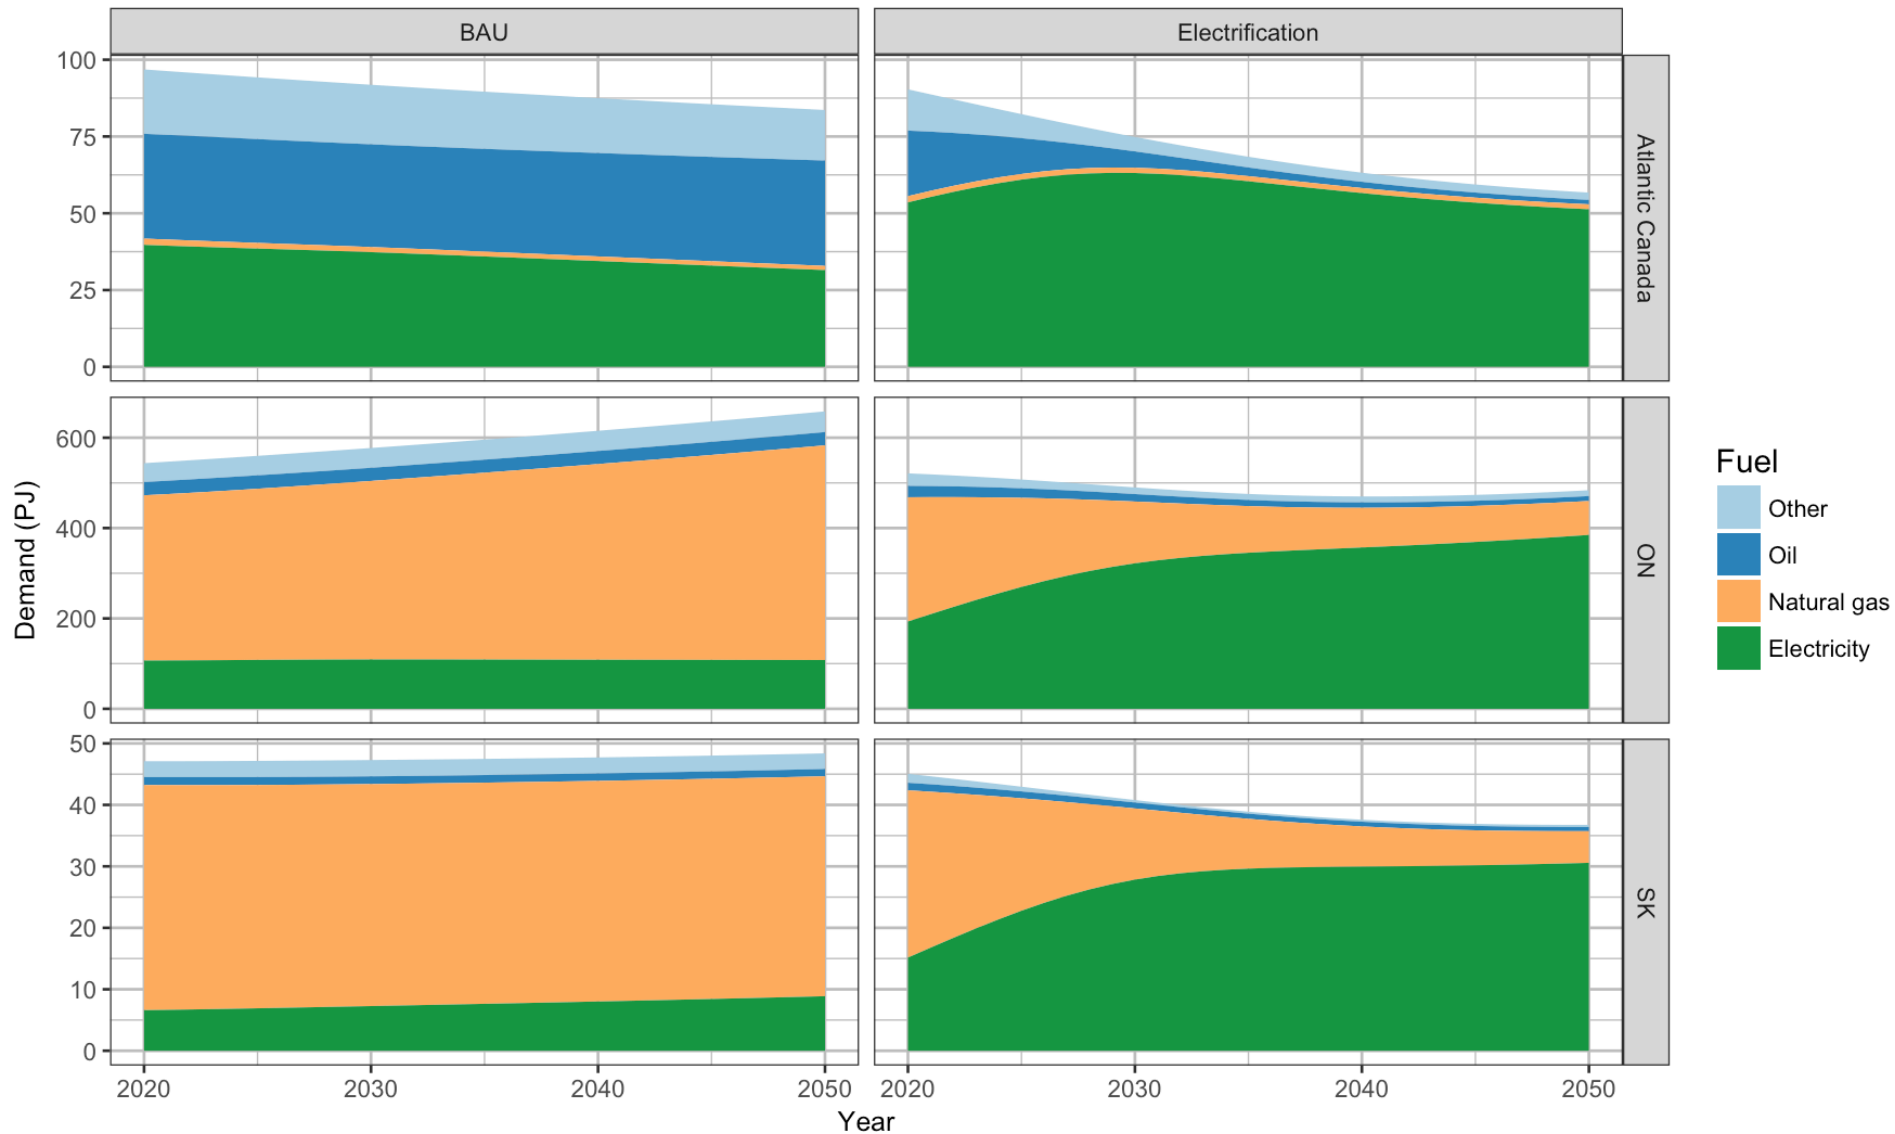 BAU
Electrification
100
75
50
25
0
Atlantic Canada
600
400
200
0
ON
50
40
30
20
10
0
SK
Demand (PJ)
2020
2030
2040
2050
2020
2030
2040
2050
Year
Fuel
Other
Oil
Natural gas
Electricity